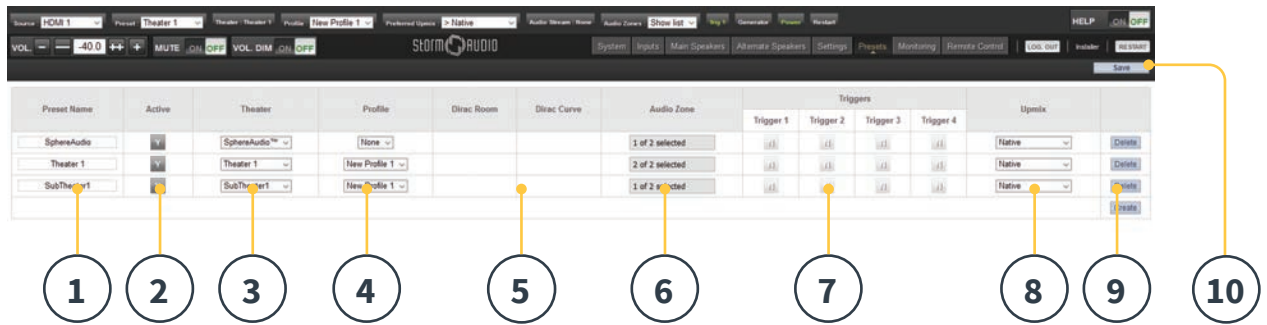 Source HDMI 1 Preset Theater 1 Theater : Theater 1 Profile New Profile 1 Preferred Upmix > Native Audio Stream : None Audio Zones Show list Trig 1 Generator Power Restart HELP ON OFF
VOL. - -40.0 ++ + MUTE ON OFF VOL. DIM ON OFF STORM AUDIO System Inputs Main Speakers Alternate Speakers Settings Presets Monitoring Remote Control LOG OUT Installer RESTART
Save
Preset Name Active Theater Profile Dirac Room Dirac Curve Audio Zone Triggers Upmix
Trigger 1 Trigger 2 Trigger 3 Trigger 4
SphereAudio Y SphereAudio™ None 1 of 2 selected Native Delete
Theater 1 Y Theater 1 New Profile 1 2 of 2 selected Native Delete
SubTheater1 SubTheater1 New Profile 1 1 of 2 selected Native Delete
Create
1 2 3 4 5 6 7 8 9 10